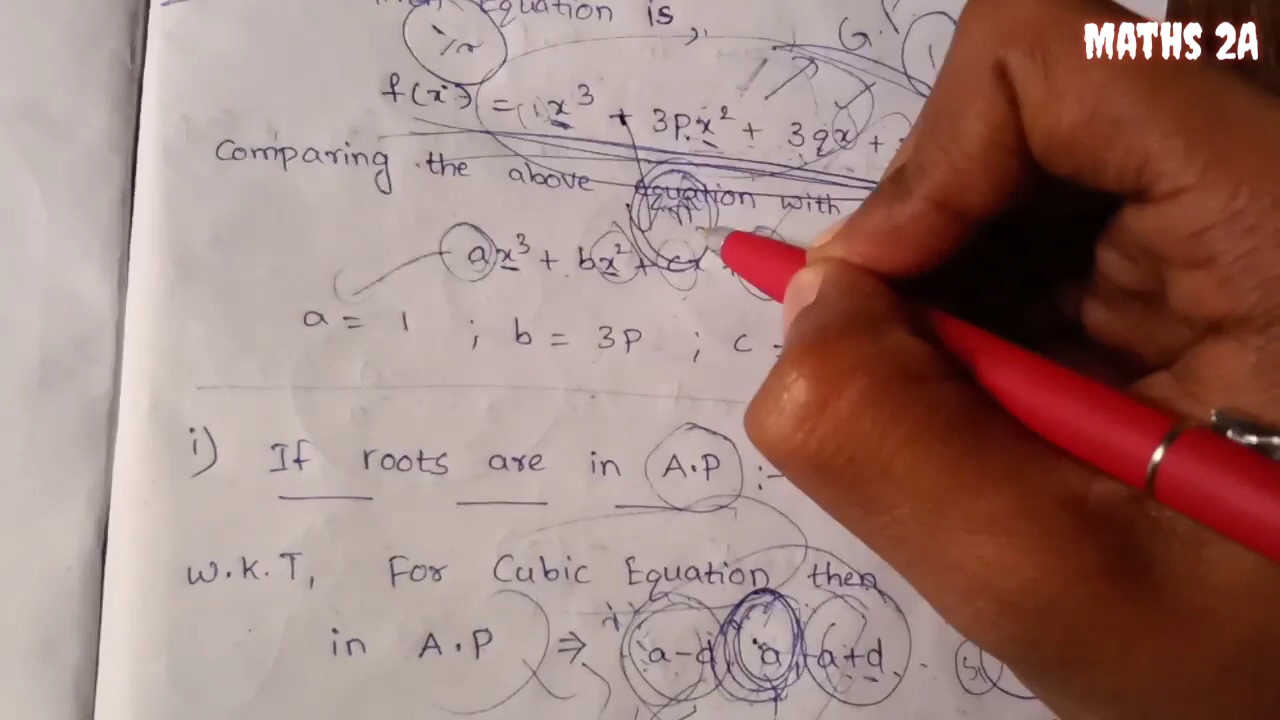 MATHS 2A
Equation is
f(x) = 1x³ + 3px² + 3qx +
Comparing the above equation with
ax³ + bx² + cx +
a = 1 ; b = 3p ; c =
i) If roots are in A.P :-
W.K.T, For Cubic Equation then
in A.P ⇒ a-d, a, a+d